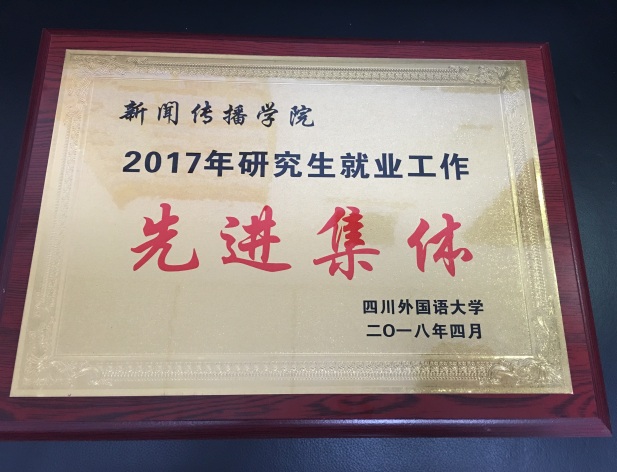 新闻传播学院
2017年研究生就业工作
先进集体
四川外国语大学
二〇一八年四月